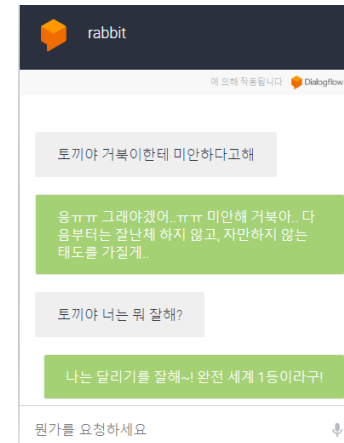 rabbit
에 의해 작동됩니다 Dialogflow
토끼야 거북이한테 미안하다고해
응ㅠㅠ 그래야겠어..ㅠㅠ 미안해 거북아.. 다
음부터는 잘난체 하지 않고, 자만하지 않는
태도를 가질게..
토끼야 너는 뭐 잘해?
나는 달리기를 잘해~! 완전 세계 1등이라구!
뭔가를 요청하세요